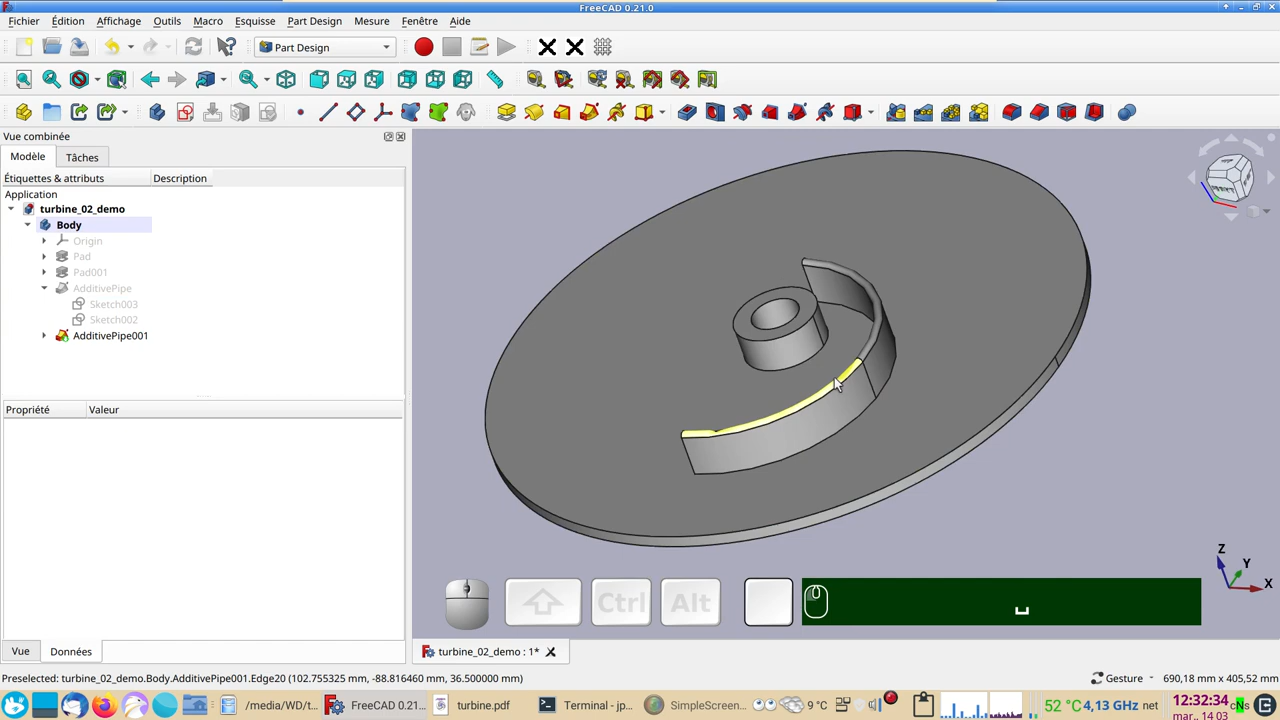 FreeCAD 0.21.0
Fichier Édition Affichage Outils Macro Esquisse Part Design Mesure Fenêtre Aide
Part Design
Vue combinée
Modèle Tâches
Étiquettes & attributs Description
Application
turbine_02_demo
Body
Origin
Pad
Pad001
AdditivePipe
Sketch003
Sketch002
AdditivePipe001
Propriété Valeur
Z
Y
X
Ctrl Alt
Vue Données
turbine_02_demo : 1*
Preselected: turbine_02_demo.Body.AdditivePipe001.Edge20 (102.755325 mm, -88.816460 mm, 36.500000 mm)
Gesture
690,18 mm x 405,52 mm
/media/WD/t... FreeCAD 0.21... turbine.pdf Terminal - jp... SimpleScreen... 9 °C 52 °C 4,13 GHz net 12:32:34
mar., 14 03